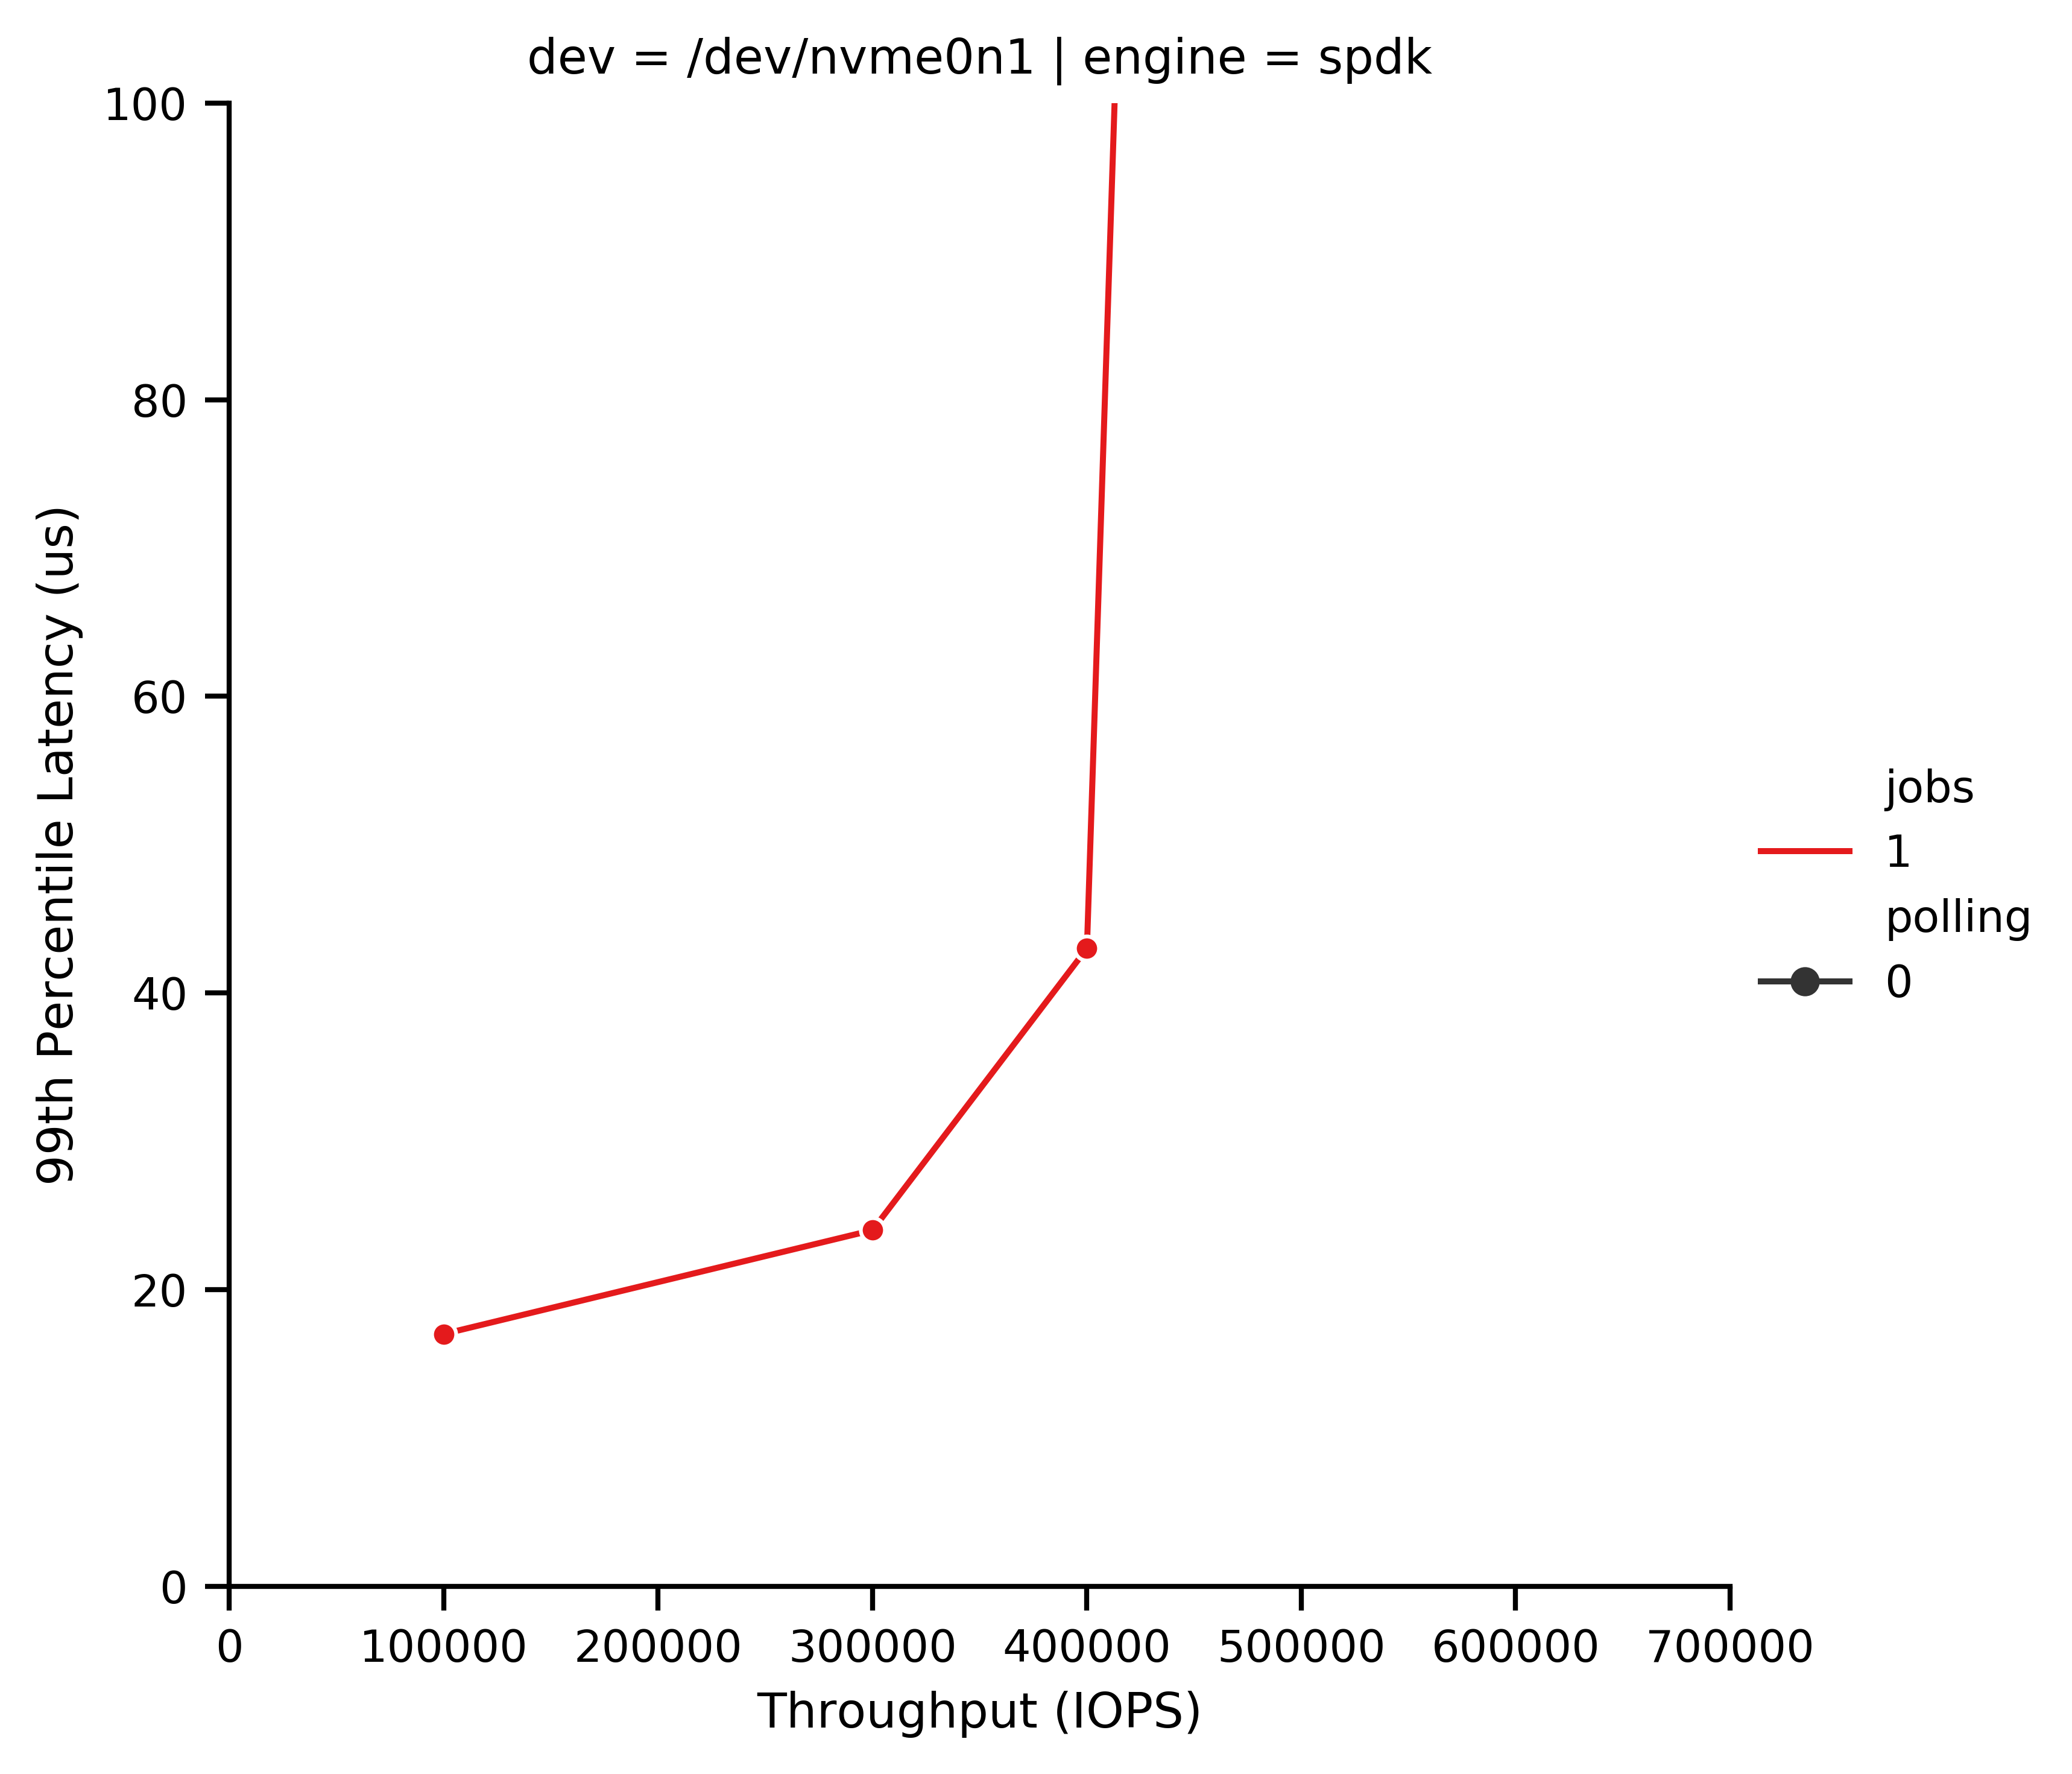 dev = /dev/nvme0n1 | engine = spdk
100
80
60
40
20
0
99th Percentile Latency (us)
0 100000 200000 300000 400000 500000 600000 700000
Throughput (IOPS)
jobs
1
polling
0